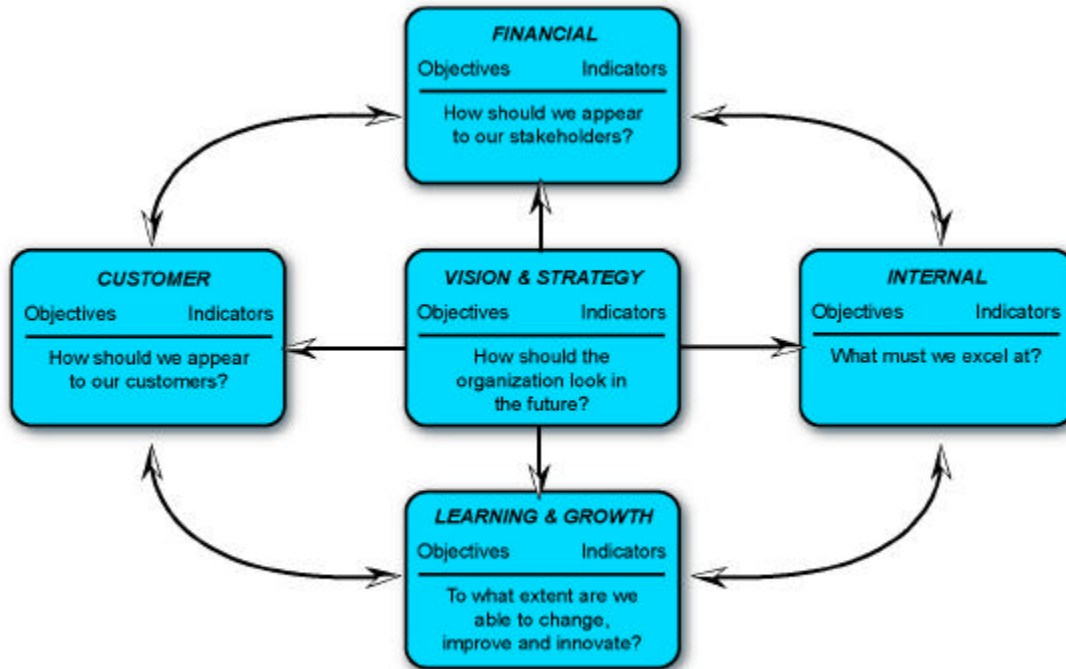 FINANCIAL
Objectives Indicators
How should we appear
to our stakeholders?
CUSTOMER
Objectives Indicators
How should we appear
to our customers?
VISION & STRATEGY
Objectives Indicators
How should the
organization look in
the future?
INTERNAL
Objectives Indicators
What must we excel at?
LEARNING & GROWTH
Objectives Indicators
To what extent are we
able to change,
improve and innovate?